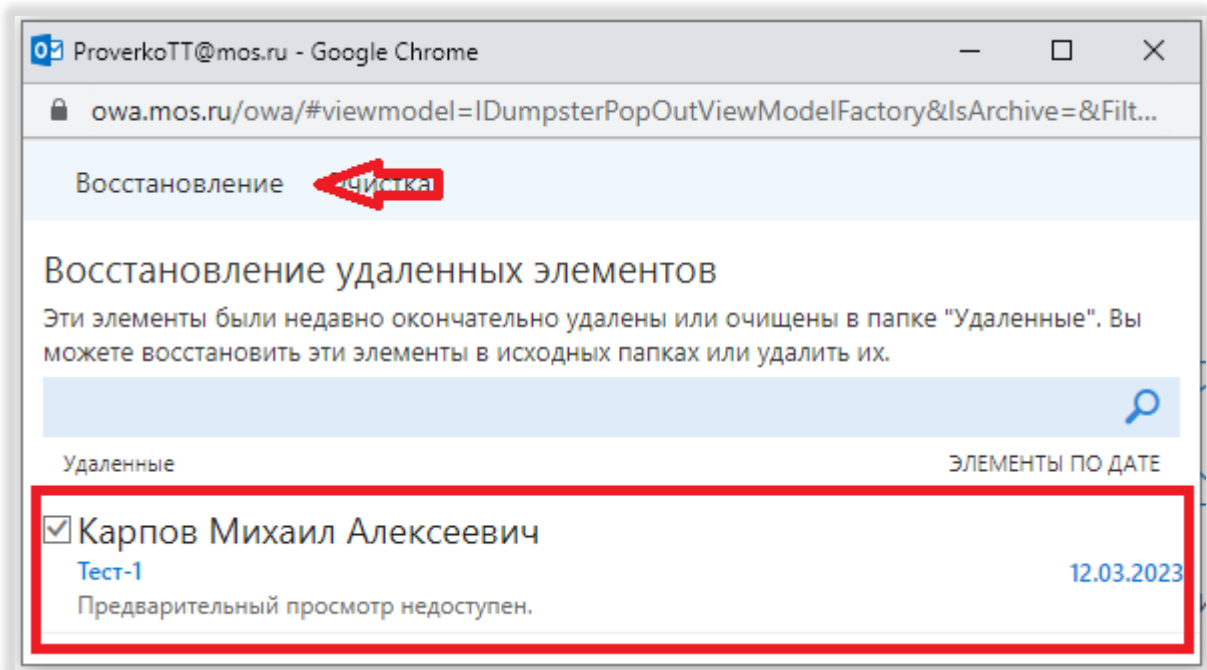 ProverkoTT@mos.ru - Google Chrome
owa.mos.ru/owa/#viewmodel=IDumpsterPopOutViewModelFactory&IsArchive=&Filt...
Восстановление Очистка
Восстановление удаленных элементов
Эти элементы были недавно окончательно удалены или очищены в папке "Удаленные". Вы
можете восстановить эти элементы в исходных папках или удалить их.
Удаленные ЭЛЕМЕНТЫ ПО ДАТЕ
Карпов Михаил Алексеевич
Тест-1 12.03.2023
Предварительный просмотр недоступен.